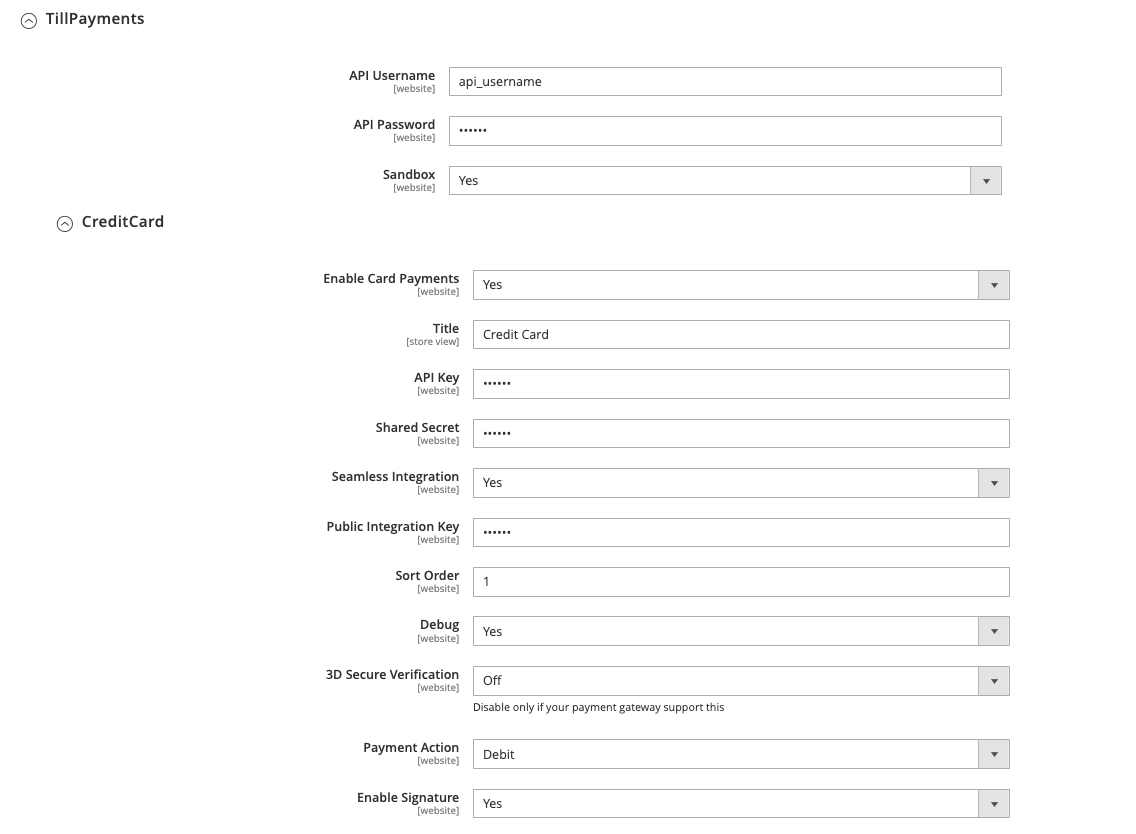 TillPayments
API Username
[website]
api_username
API Password
[website]
••••••
Sandbox
[website]
Yes
CreditCard
Enable Card Payments
[website]
Yes
Title
[store view]
Credit Card
API Key
[website]
••••••
Shared Secret
[website]
••••••
Seamless Integration
[website]
Yes
Public Integration Key
[website]
••••••
Sort Order
[website]
1
Debug
[website]
Yes
3D Secure Verification
[website]
Off
Disable only if your payment gateway support this
Payment Action
[website]
Debit
Enable Signature
[website]
Yes